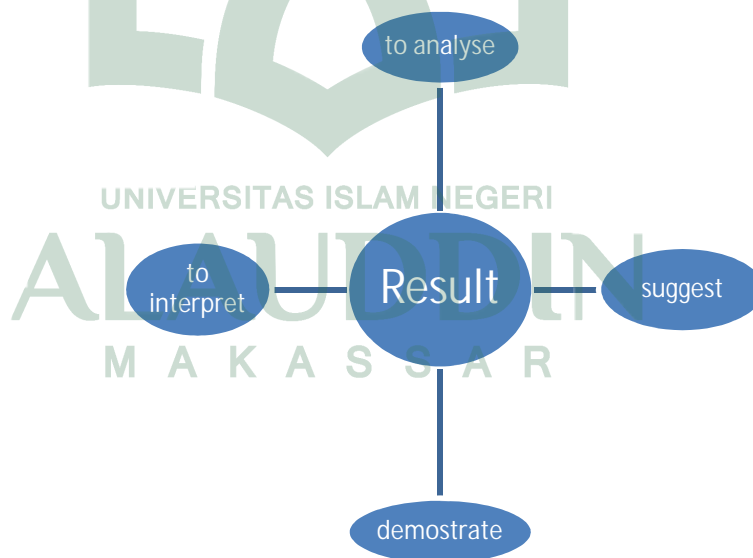 to analyse
UNIVERSITAS ISLAM NEGERI
ALAUDDIN
M A K A S S A R
to
interpret
Result
suggest
demostrate